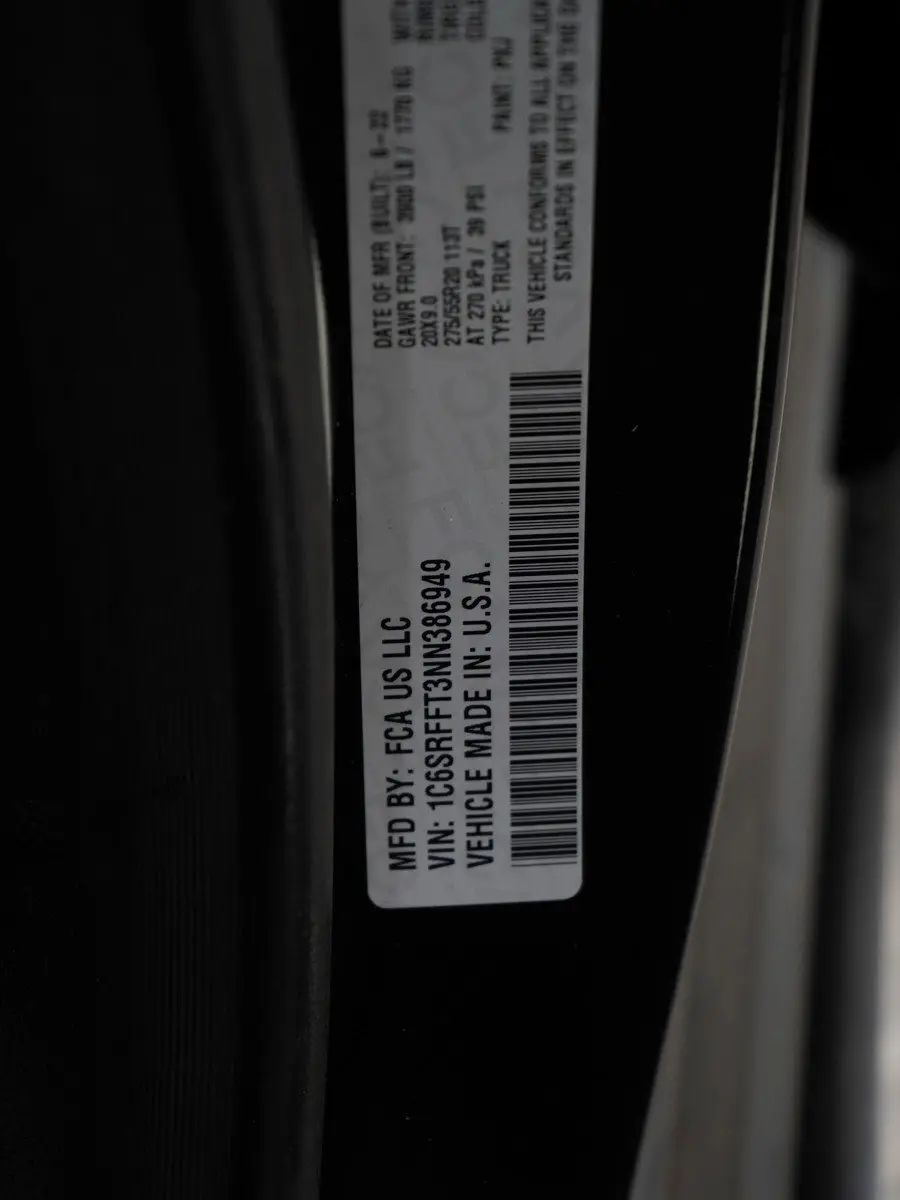 MFD BY: FCA US LLC
VIN: 1C6SRFFT3NN386949
VEHICLE MADE IN: U.S.A.
DATE OF MFR (BUILT): 6-22
GAWR FRONT: 3900 LB / 1770 KG
20X9.0
275/55R20 113T
AT 270 kPa / 39 PSI
TYPE: TRUCK
PAINT: PXJ
THIS VEHICLE CONFORMS TO ALL
STANDARDS IN EFFECT ON THE